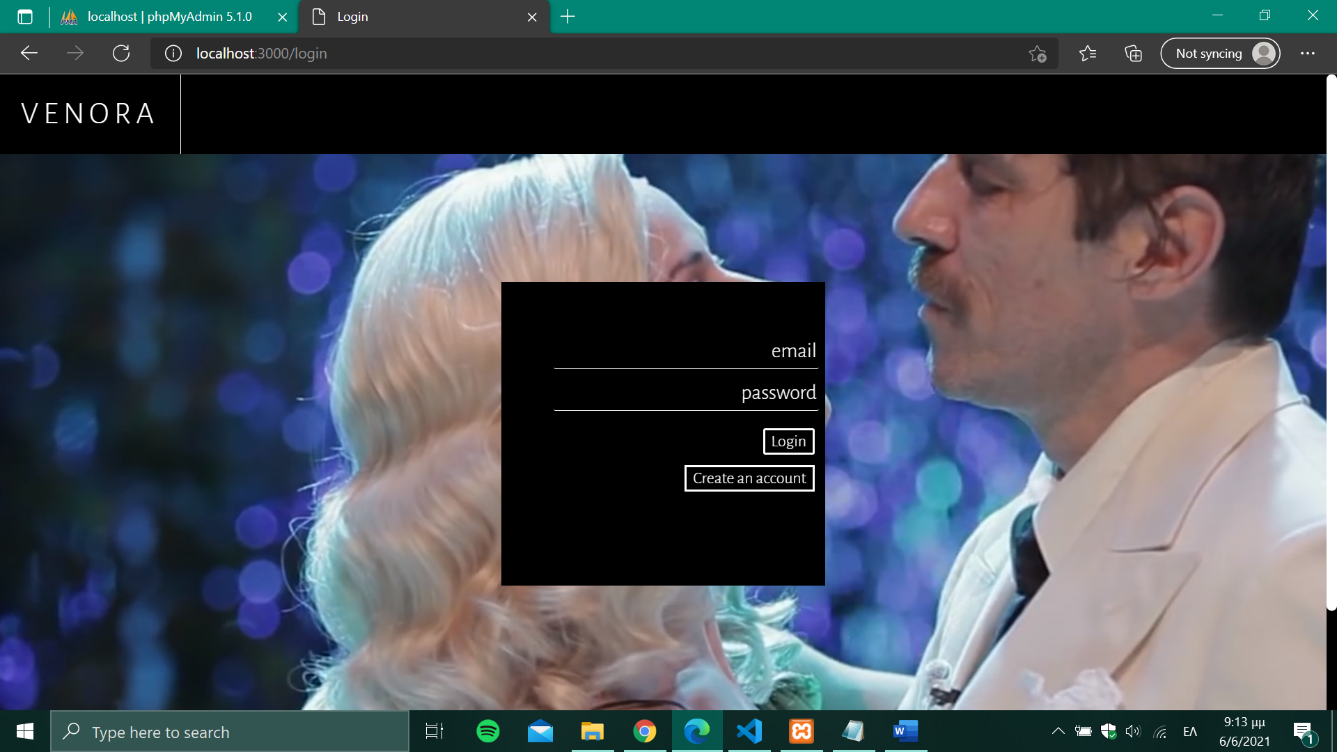 localhost | phpMyAdmin 5.1.0
Login
localhost:3000/login
Not syncing
VENORA
email
password
Login
Create an account
Type here to search
ΕΛ
9:13 μμ
6/6/2021
1